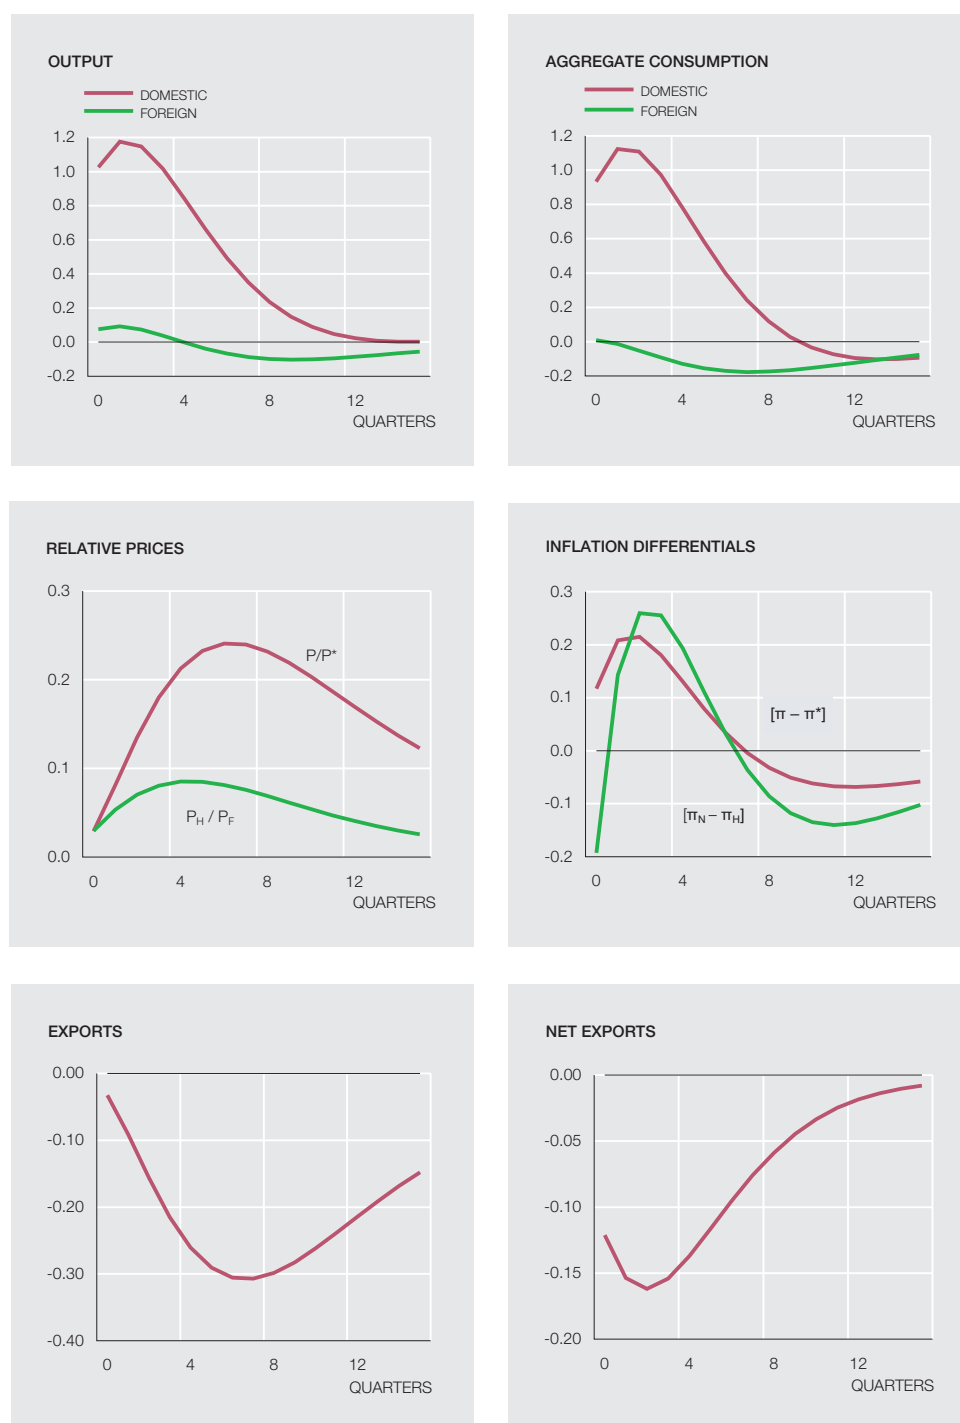 OUTPUT
DOMESTIC
FOREIGN
1.2
1.0
0.8
0.6
0.4
0.2
0.0
-0.2
0 4 8 12
QUARTERS
AGGREGATE CONSUMPTION
DOMESTIC
FOREIGN
1.2
1.0
0.8
0.6
0.4
0.2
0.0
-0.2
0 4 8 12
QUARTERS
RELATIVE PRICES
0.3
P/P*
0.2
0.1
P_H / P_F
0.0
0 4 8 12
QUARTERS
INFLATION DIFFERENTIALS
0.3
0.2
0.1
[π – π*]
0.0
-0.1
[π_N – π_H]
-0.2
0 4 8 12
QUARTERS
EXPORTS
0.00
-0.10
-0.20
-0.30
-0.40
0 4 8 12
QUARTERS
NET EXPORTS
0.00
-0.05
-0.10
-0.15
-0.20
0 4 8 12
QUARTERS